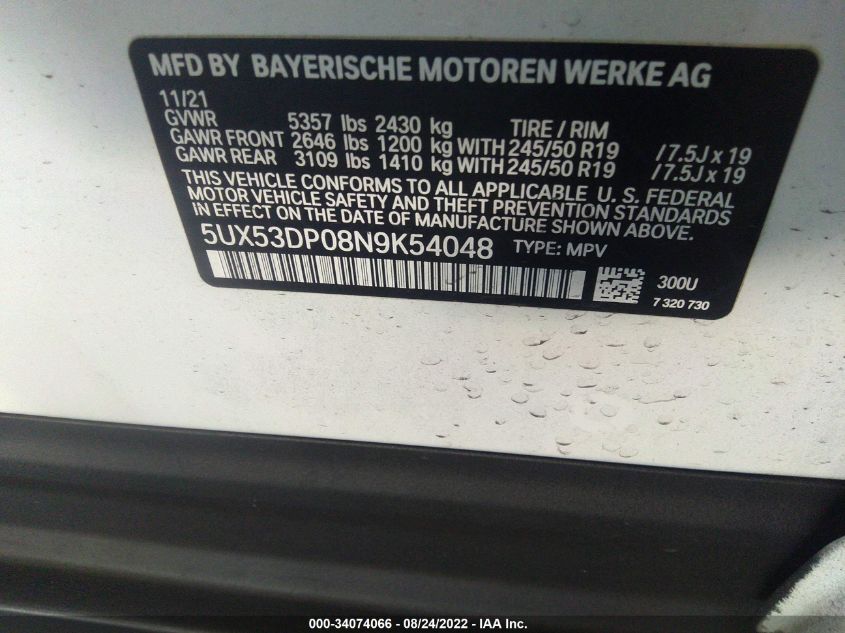 MFD BY BAYERISCHE MOTOREN WERKE AG
11/21
GVWR 5357 lbs 2430 kg TIRE / RIM
GAWR FRONT 2646 lbs 1200 kg WITH 245/50 R19 / 7.5J x 19
GAWR REAR 3109 lbs 1410 kg WITH 245/50 R19 / 7.5J x 19
THIS VEHICLE CONFORMS TO ALL APPLICABLE U. S. FEDERAL
MOTOR VEHICLE SAFETY AND THEFT PREVENTION STANDARDS
IN EFFECT ON THE DATE OF MANUFACTURE SHOWN ABOVE.
5UX53DP08N9K54048 TYPE: MPV
300U
7 320 730
000-34074066 - 08/24/2022 - IAA Inc.